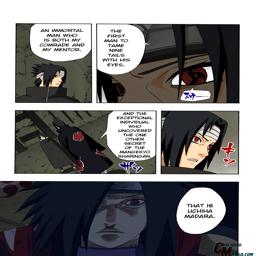 AN IMMORTAL
MAN WHO
IS BOTH MY
COMRADE AND
MY MENTOR.
THE
FIRST MAN
TO TAME
NINE
TAILS WITH
HIS EYES.
AND THE
EXCEPTIONAL
INDIVIDUAL
WHO
UNCOVERED
THE ONE
OTHER
SECRET
OF THE
MANGEKYO
SHARINGAN.
THAT IS
UCHIHA
MADARA.